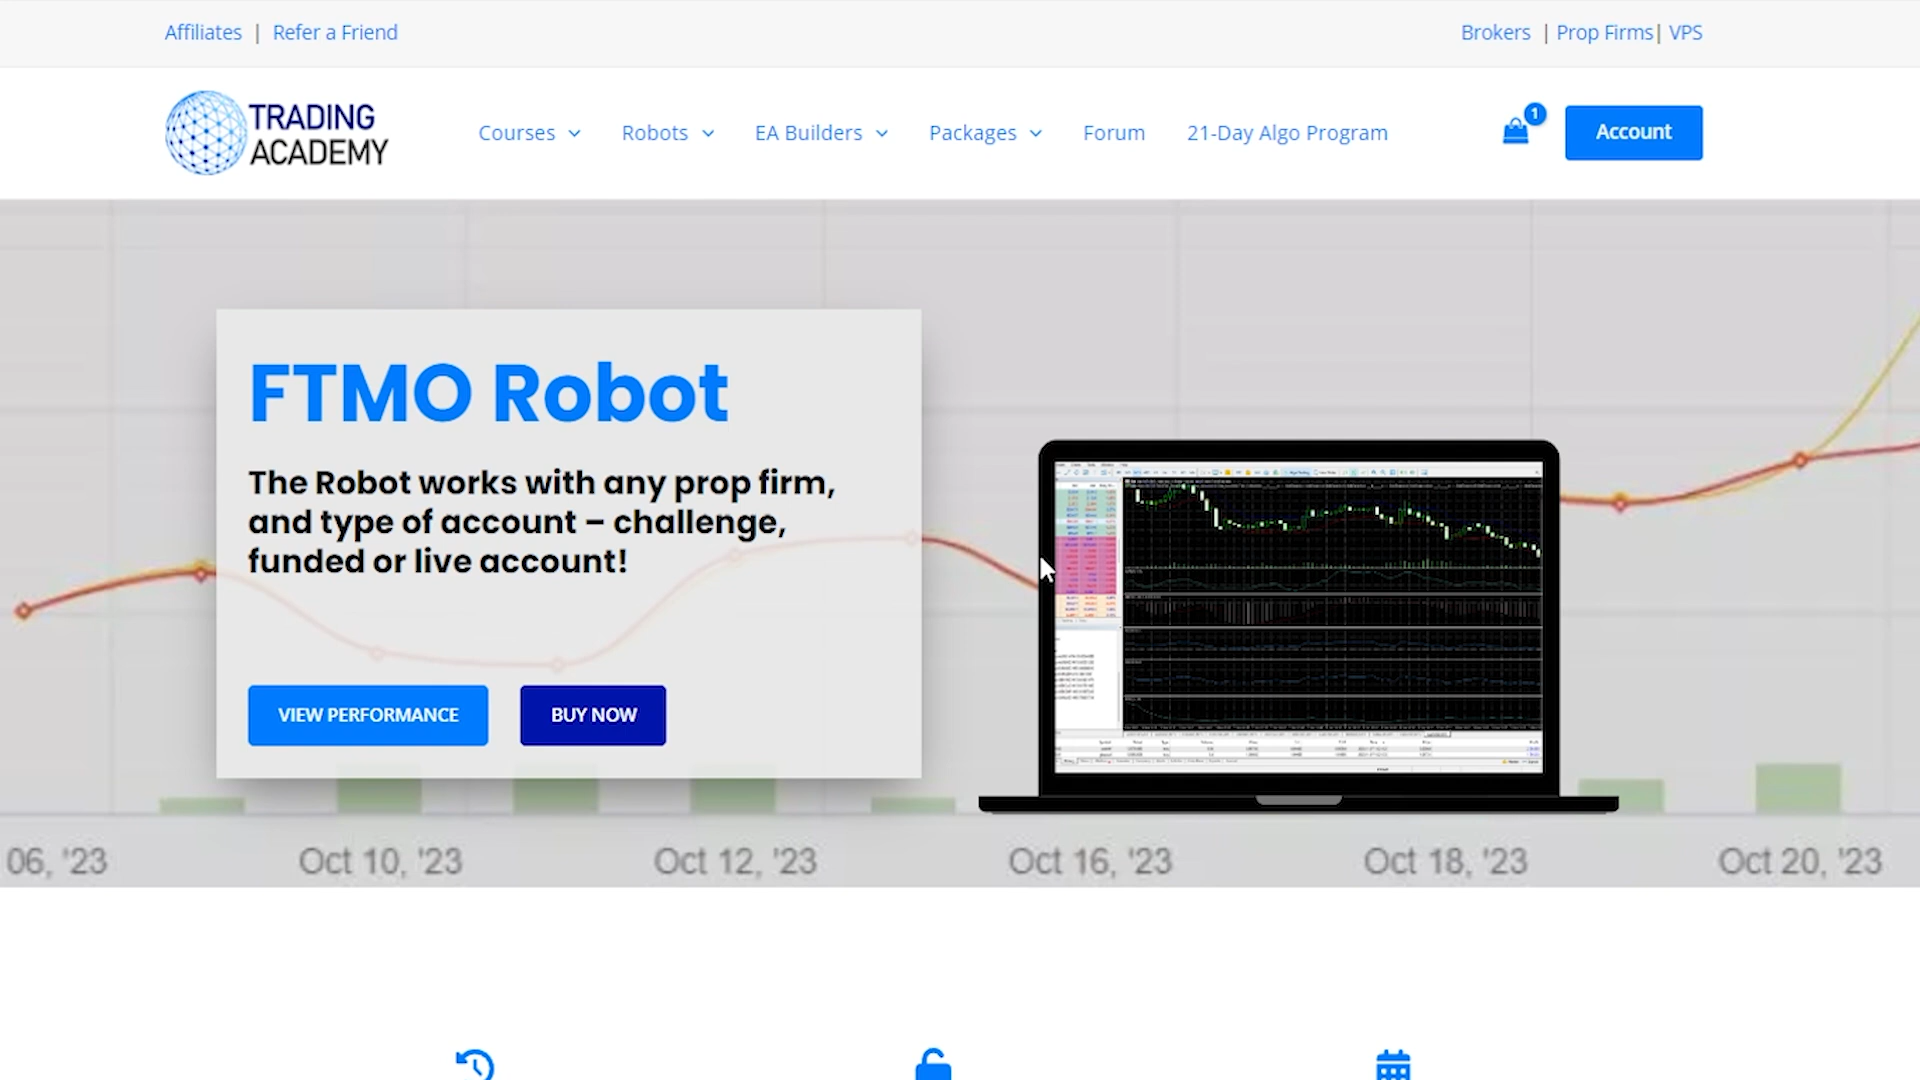 Affiliates | Refer a Friend
Brokers | Prop Firms| VPS
TRADING
ACADEMY
Courses Robots EA Builders Packages Forum 21-Day Algo Program
1
Account
FTMO Robot
The Robot works with any prop firm,
and type of account – challenge,
funded or live account!
VIEW PERFORMANCE BUY NOW
06, '23 Oct 10, '23 Oct 12, '23 Oct 16, '23 Oct 18, '23 Oct 20, '23